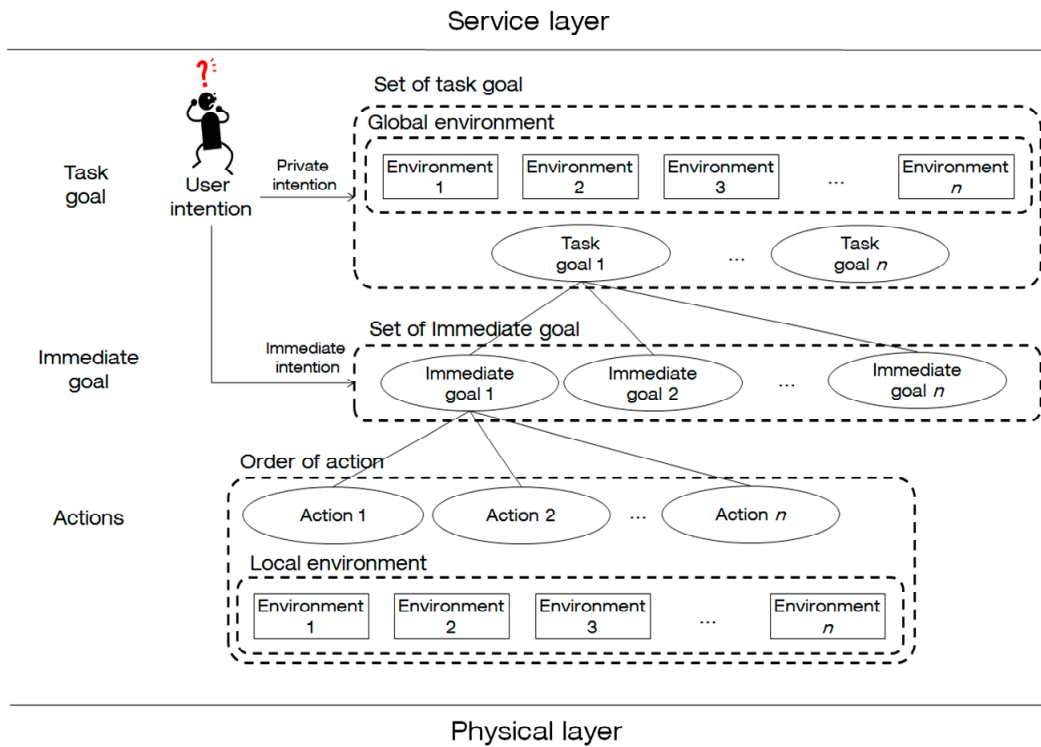 Service layer
?
Set of task goal
Global environment
Task
goal
User
intention
Private
intention
Environment
1
Environment
2
Environment
3
...
Environment
n
Task
goal 1
...
Task
goal n
Immediate
goal
Immediate
intention
Set of Immediate goal
Immediate
goal 1
Immediate
goal 2
...
Immediate
goal n
Order of action
Actions
Action 1
Action 2
...
Action n
Local environment
Environment
1
Environment
2
Environment
3
...
Environment
n
Physical layer